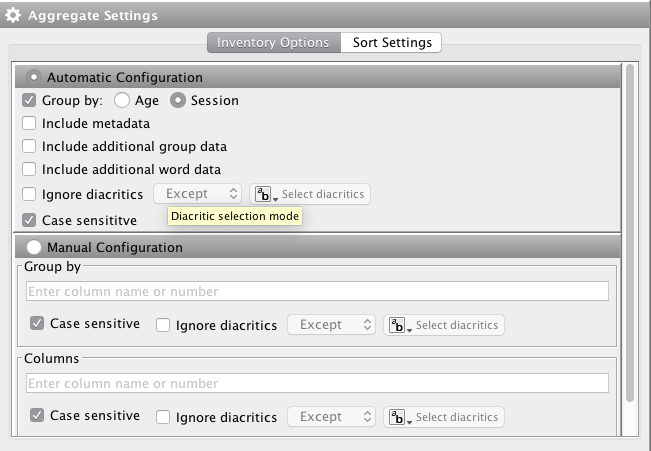 Aggregate Settings
Inventory Options Sort Settings
Automatic Configuration
Group by: Age Session
Include metadata
Include additional group data
Include additional word data
Ignore diacritics Except Select diacritics
Diacritic selection mode
Case sensititve
Manual Configuration
Group by
Enter column name or number
Case sensitive Ignore diacritics Except Select diacritics
Columns
Enter column name or number
Case sensitive Ignore diacritics Except Select diacritics